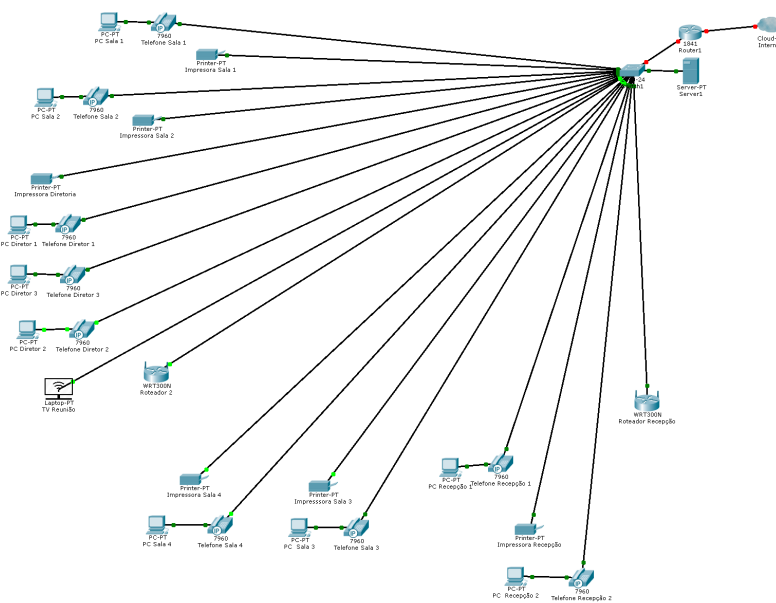 PC-PT
PC Sala 1
7960
Telefone Sala 1
Printer-PT
Impresora Sala 1
1841
Router1
Cloud-
Intern
-24
Server-PT
Server1
PC-PT
PC Sala 2
7960
Telefone Sala 2
Printer-PT
Impressora Sala 2
Printer-PT
Impressora Diretoria
PC-PT
PC Diretor 1
7960
Telefone Diretor 1
PC-PT
PC Diretor 3
7960
Telefone Diretor 3
PC-PT
PC Diretor 2
7960
Telefone Diretor 2
Laptop-PT
TV Reunião
WRT300N
Roteador 2
WRT300N
Roteador Recepção
PC-PT
PC Recepção 1
7960
Telefone Recepção 1
Printer-PT
Impressora Sala 4
Printer-PT
Impresssora Sala 3
PC-PT
PC Sala 4
7960
Telefone Sala 4
PC-PT
PC  Sala 3
7960
Telefone Sala 3
Printer-PT
Impressora Recepção
PC-PT
PC  Recepção 2
7960
Telefone Recepção 2